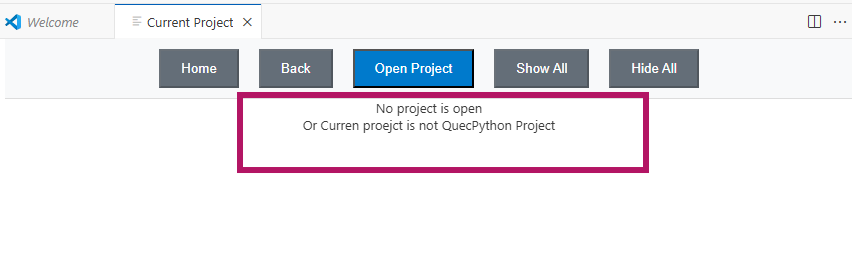 Welcome
Current Project
Home
Back
Open Project
Show All
Hide All
No project is open
Or Curren proejct is not QuecPython Project